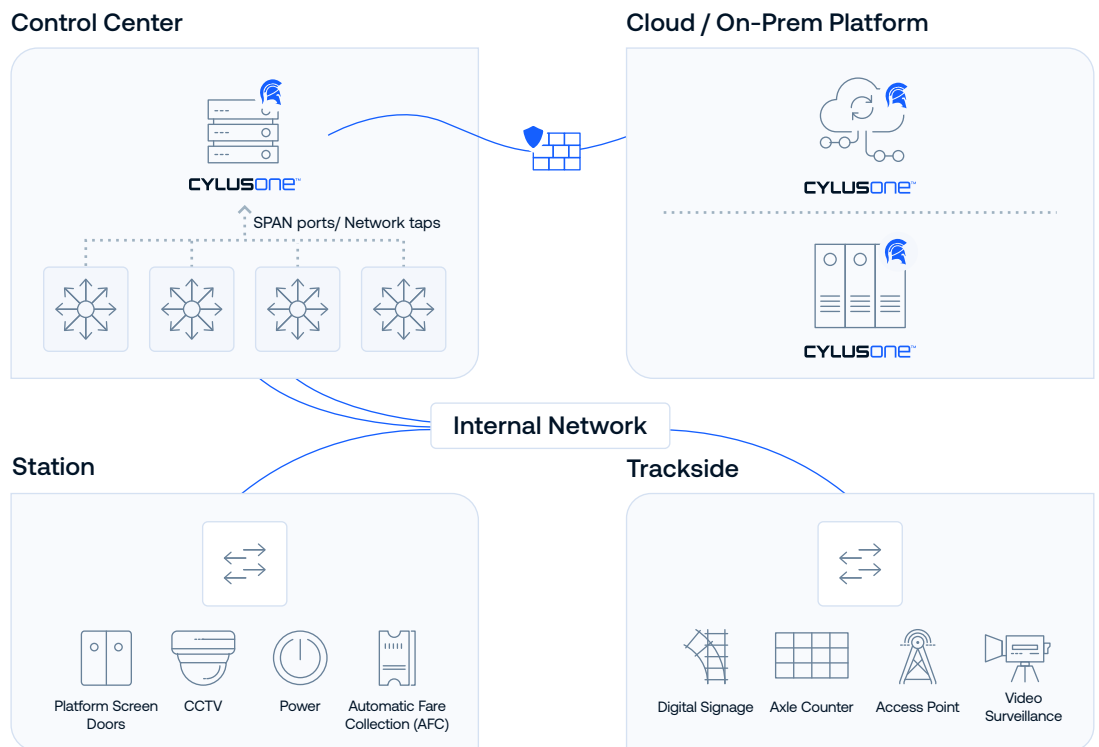 Control Center
Cloud / On-Prem Platform
CYLUSONE™
SPAN ports/ Network taps
CYLUSONE™
CYLUSONE™
Internal Network
Station
Trackside
Platform Screen
Doors
CCTV
Power
Automatic Fare
Collection (AFC)
Digital Signage
Axle Counter
Access Point
Video
Surveillance